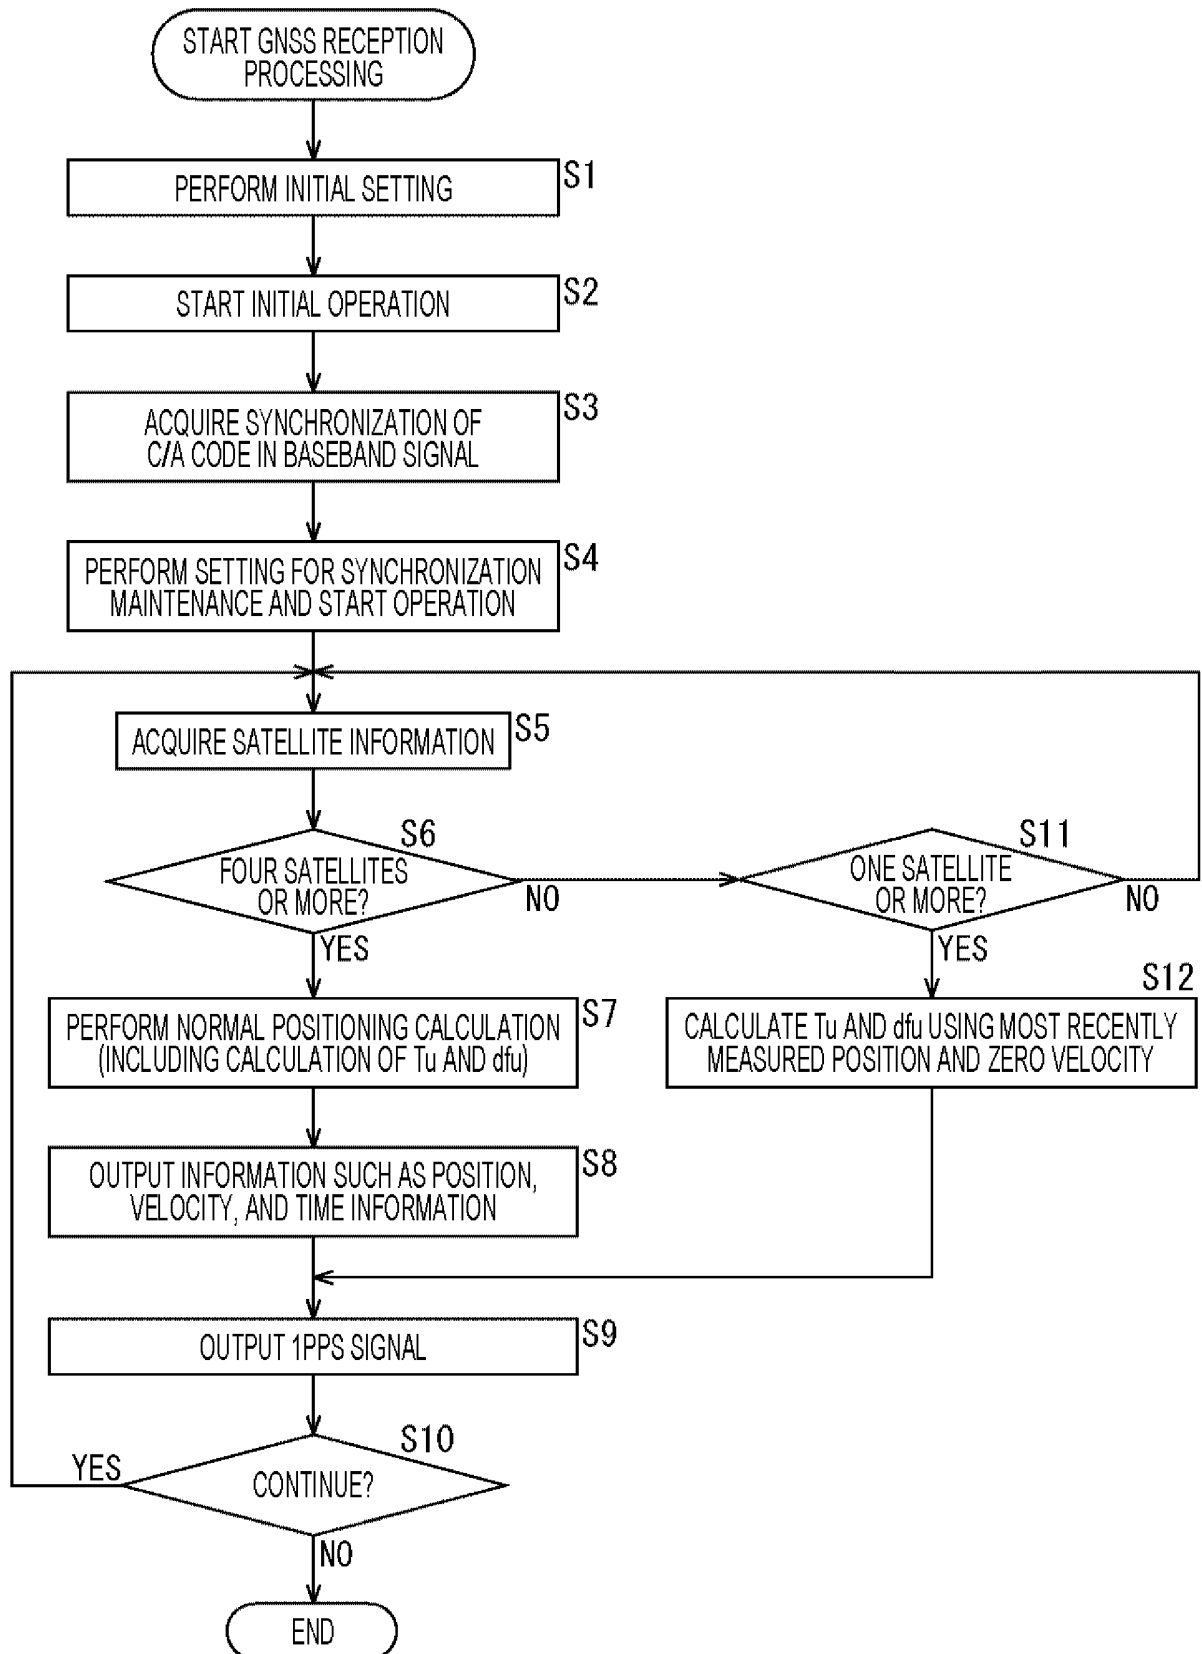 START GNSS RECEPTION
PROCESSING
S1
PERFORM INITIAL SETTING
S2
START INITIAL OPERATION
S3
ACQUIRE SYNCHRONIZATION OF
C/A CODE IN BASEBAND SIGNAL
S4
PERFORM SETTING FOR SYNCHRONIZATION
MAINTENANCE AND START OPERATION
S5
ACQUIRE SATELLITE INFORMATION
S6
FOUR SATELLITES
OR MORE?
NO
YES
S11
ONE SATELLITE
OR MORE?
NO
YES
S7
PERFORM NORMAL POSITIONING CALCULATION
(INCLUDING CALCULATION OF Tu AND dfu)
S12
CALCULATE Tu AND dfu USING MOST RECENTLY
MEASURED POSITION AND ZERO VELOCITY
S8
OUTPUT INFORMATION SUCH AS POSITION,
VELOCITY, AND TIME INFORMATION
S9
OUTPUT 1PPS SIGNAL
S10
YES
CONTINUE?
NO
END